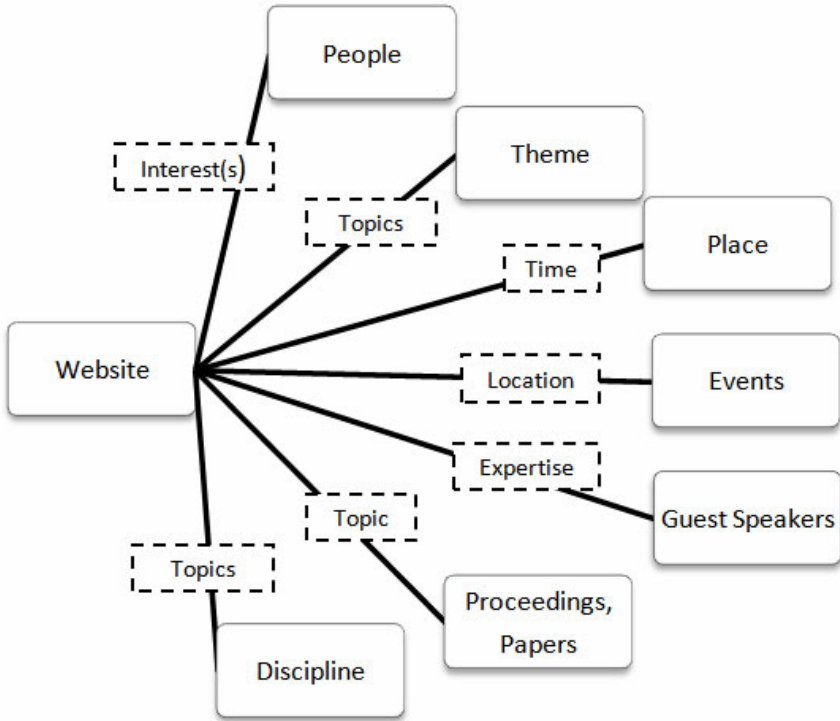 People
Interest(s)
Theme
Topics
Place
Time
Website
Location
Events
Expertise
Guest Speakers
Topic
Topics
Proceedings,
Papers
Discipline